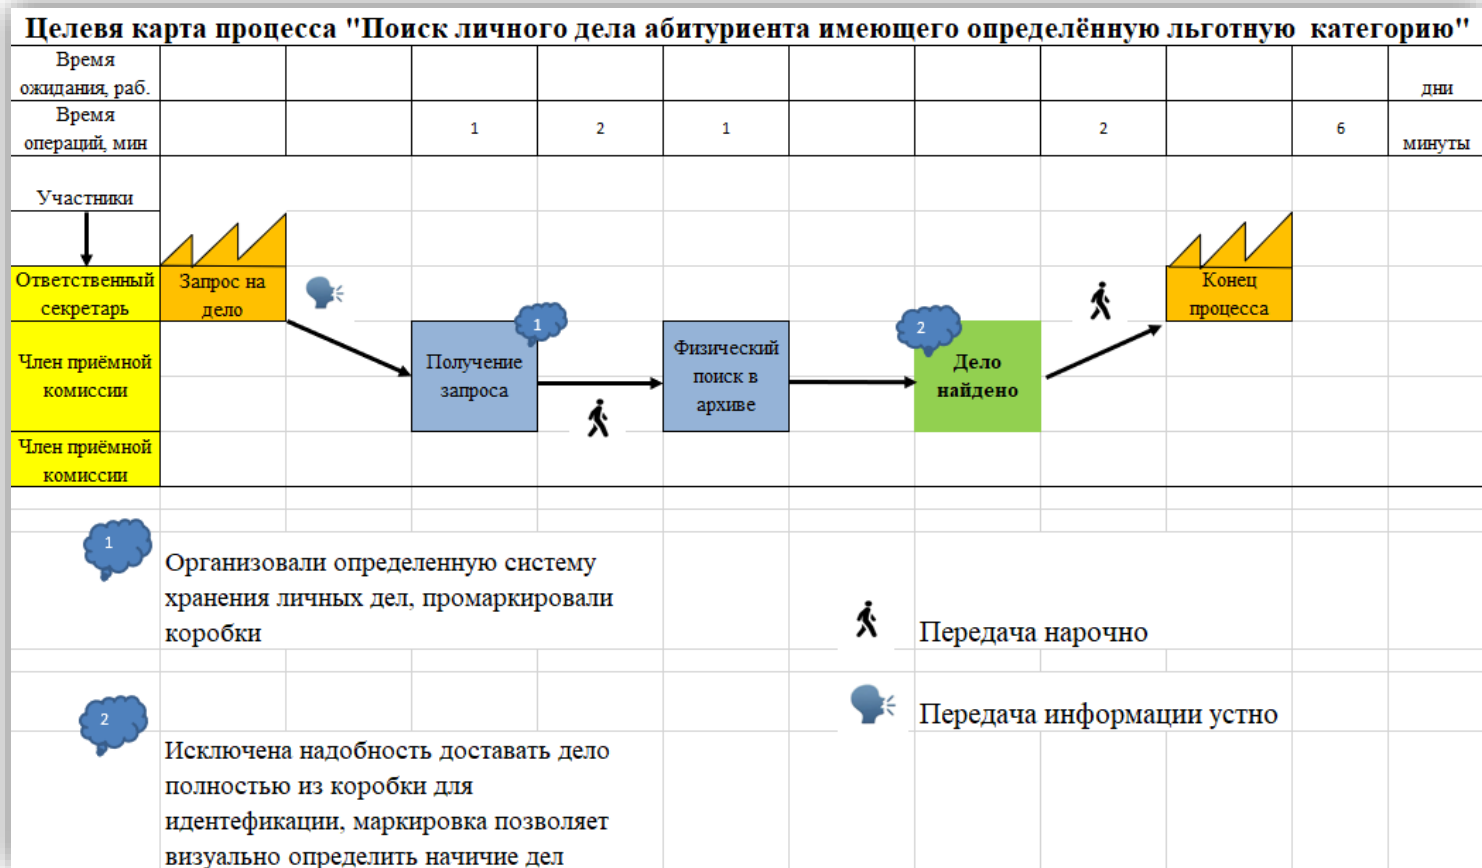 Целевя карта процесса "Поиск личного дела абитуриента имеющего определённую льготную категорию"
Время
ожидания, раб.
дни
Время
операций, мин
1
2
1
2
6
минуты
Участники
Ответственный
секретарь
Запрос на
дело
Конец
процесса
Член приёмной
комиссии
Получение
запроса
1
Физический
поиск в
архиве
2
Дело
найдено
Член приёмной
комиссии
1
Организовали определенную систему
хранения личных дел, промаркировали
коробки
Передача нарочно
2
Передача информации устно
Исключена надобность доставать дело
полностью из коробки для
идентефикации, маркировка позволяет
визуально определить начичие дел